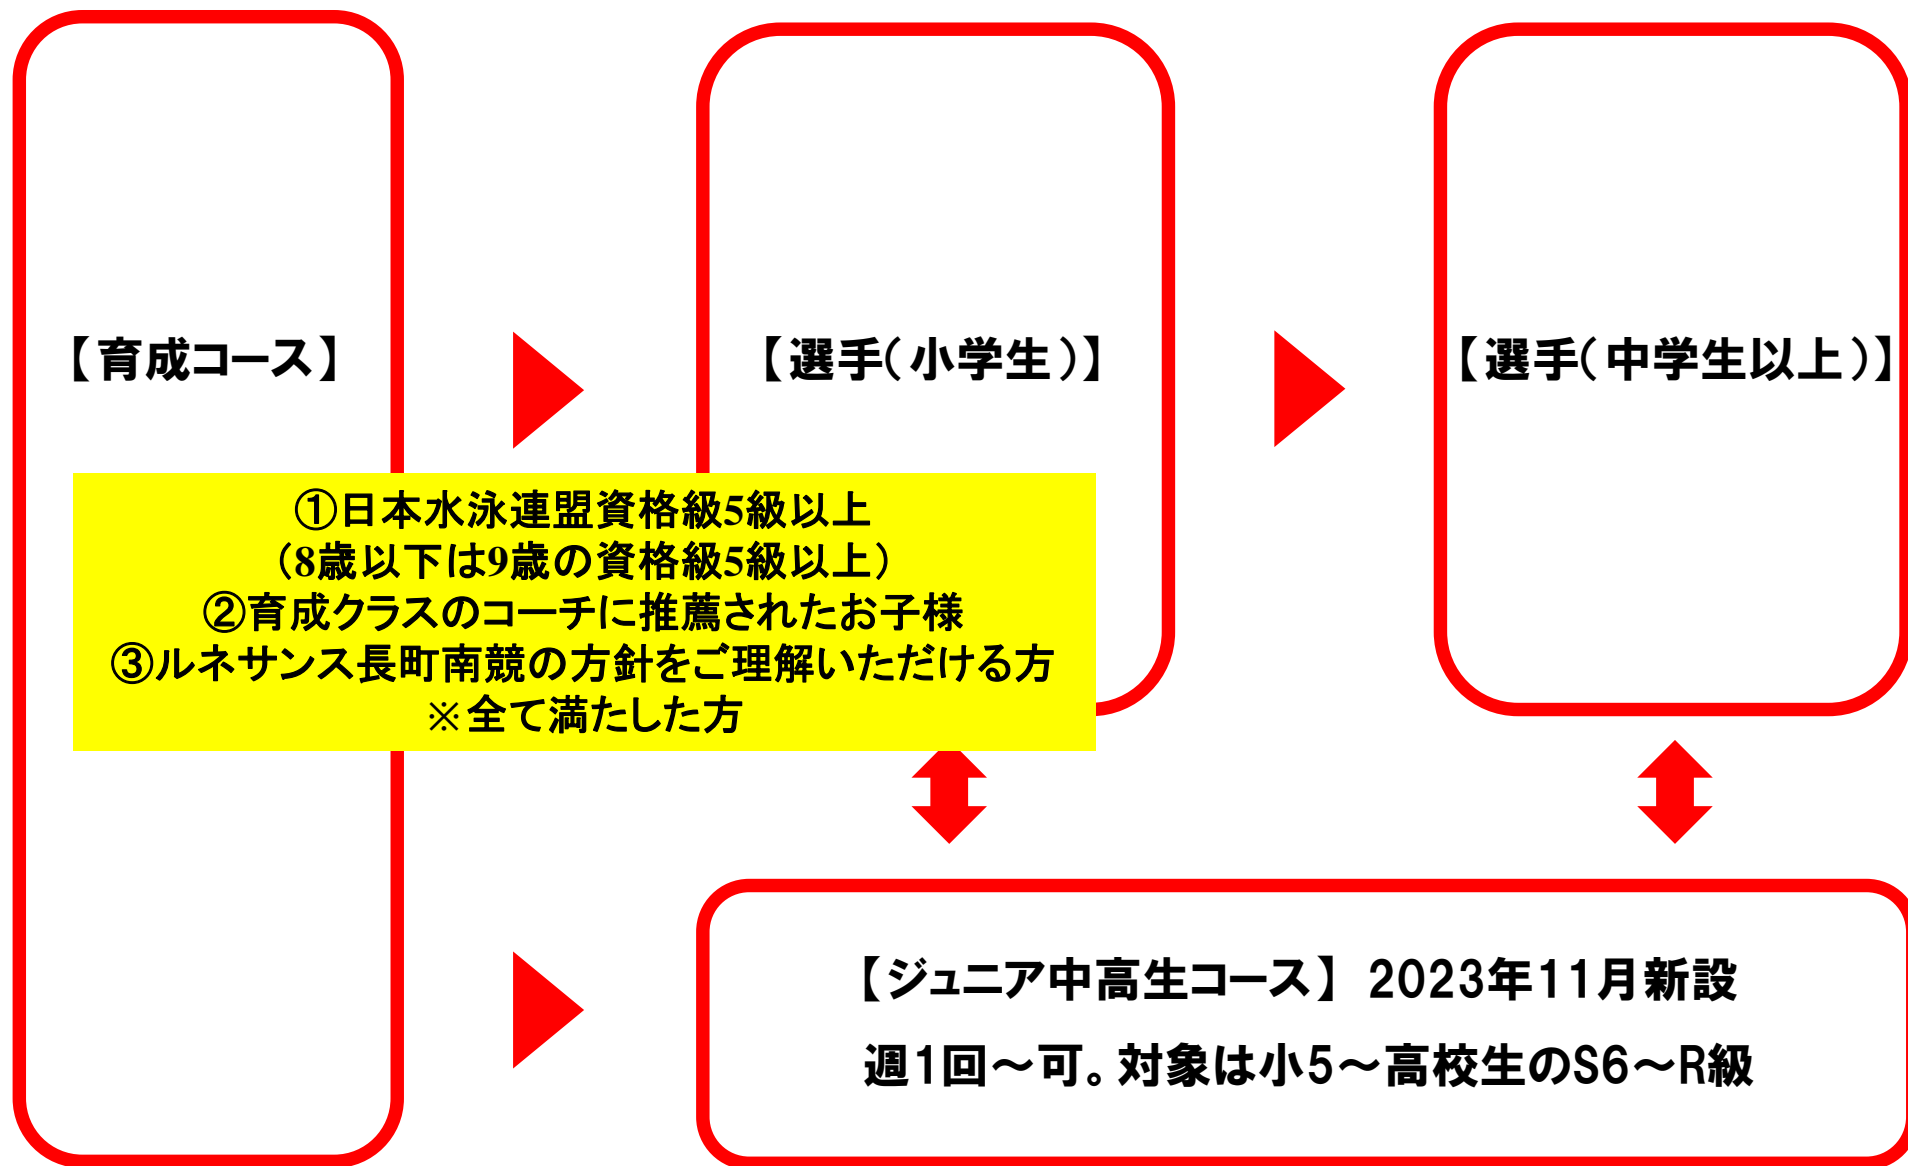 【育成コース】
【選手(小学生)】
【選手(中学生以上)】
①日本水泳連盟資格級5級以上
(8歳以下は9歳の資格級5級以上)
②育成クラスのコーチに推薦されたお子様
③ルネサンス長町南競の方針をご理解いただける方
※全て満たした方
【ジュニア中高生コース】 2023年11月新設
週1回~可。対象は小5~高校生のS6~R級